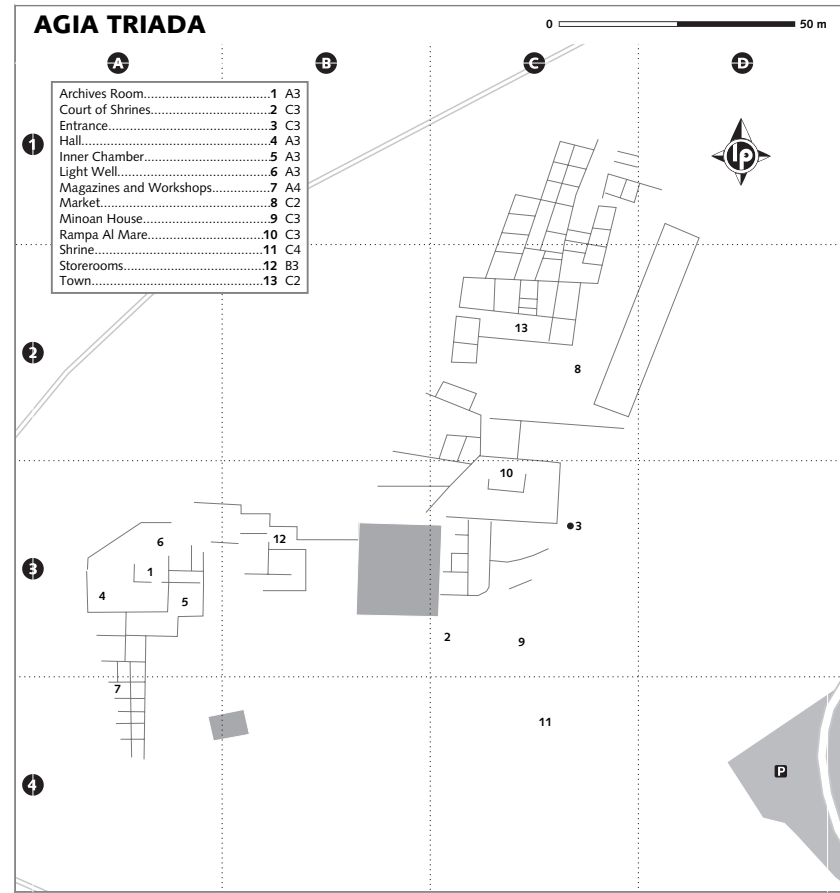 AGIA TRIADA
0 50 m
A B C D
Archives Room..................................1 A3
Court of Shrines................................2 C3
Entrance...........................................3 C3
Hall...................................................4 A3
Inner Chamber..................................5 A3
Light Well.........................................6 A3
Magazines and Workshops...............7 A4
Market..............................................8 C2
Minoan House...................................9 C3
Rampa Al Mare................................10 C3
Shrine..............................................11 C4
Storerooms......................................12 B3
Town................................................13 C2
1
lp
13
2
8
10
3
12
6
3
1
4
5
2
9
7
11
P
4